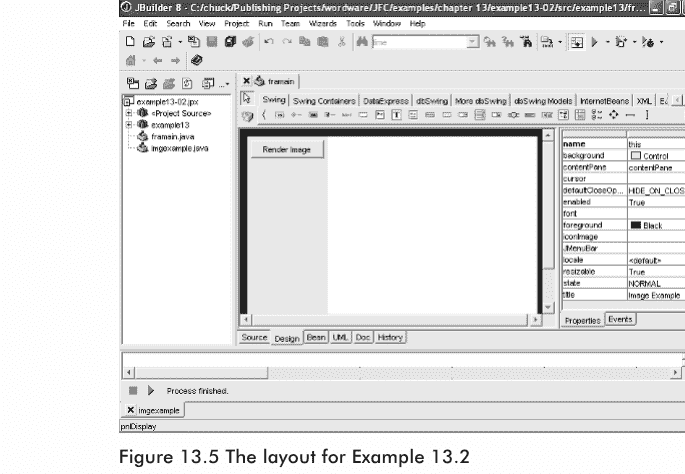 JBuilder 8 - C:/chuck/Publishing Projects/wordware/JFC/examples/chapter 13/example13-02/src/example13/fr...
File Edit Search View Project Run Team Wizards Tools Window Help
time
framain
example13-02.jpx
<Project Source>
example13
framain.java
imgexample.java
Swing Swing Containers DataExpress dbSwing More dbSwing dbSwing Models InternetBeans XML E
Render Image
name this
background Control
contentPane contentPane
cursor
defaultCloseOp... HIDE_ON_CLOS
enabled True
font
foreground Black
iconImage
JMenuBar
locale <default>
resizable True
state NORMAL
title Image Example
Properties Events
Source Design Bean UML Doc History
Process finished.
imgexample
pnlDisplay
Figure 13.5 The layout for Example 13.2